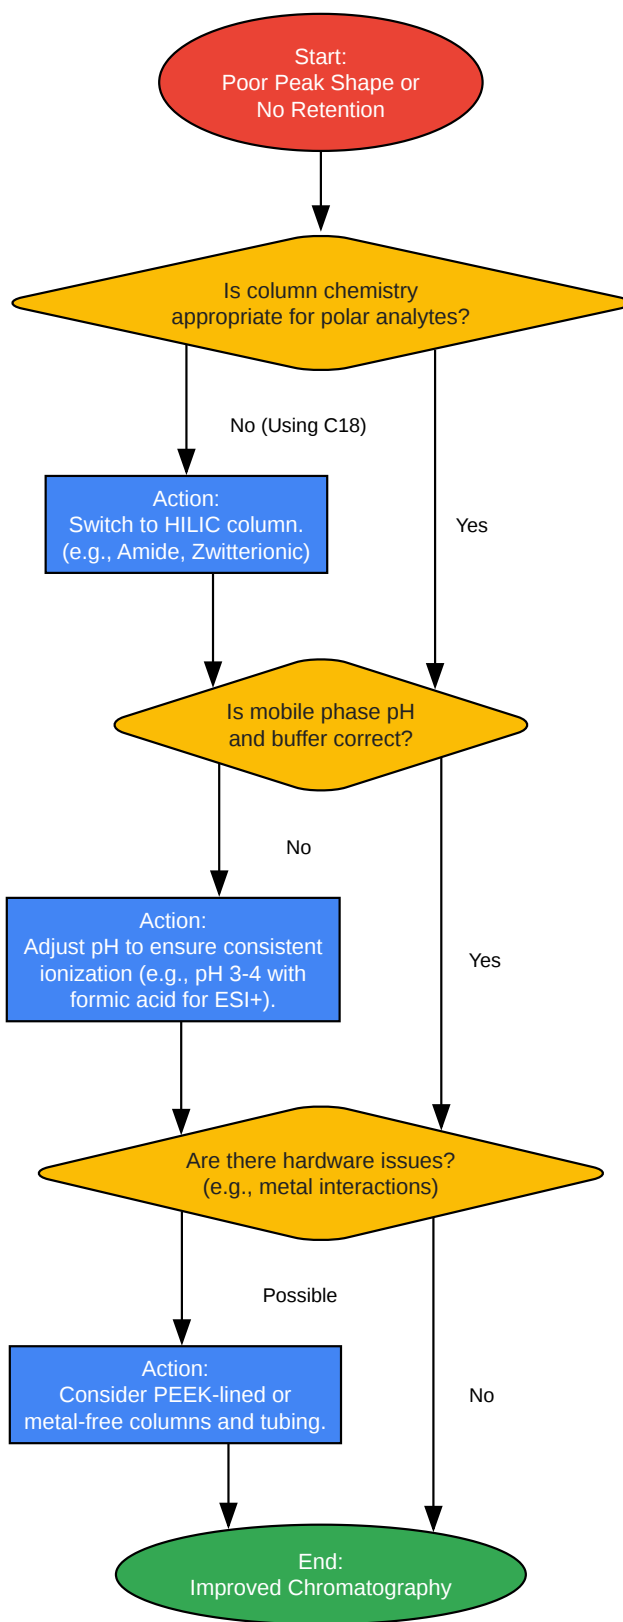 Start:
Poor Peak Shape or
No Retention
Is column chemistry
appropriate for polar analytes?
No (Using C18)
Action:
Switch to HILIC column.
(e.g., Amide, Zwitterionic)
Yes
Is mobile phase pH
and buffer correct?
No
Action:
Adjust pH to ensure consistent
ionization (e.g., pH 3-4 with
formic acid for ESI+).
Yes
Are there hardware issues?
(e.g., metal interactions)
Possible
Action:
Consider PEEK-lined or
metal-free columns and tubing.
No
End:
Improved Chromatography